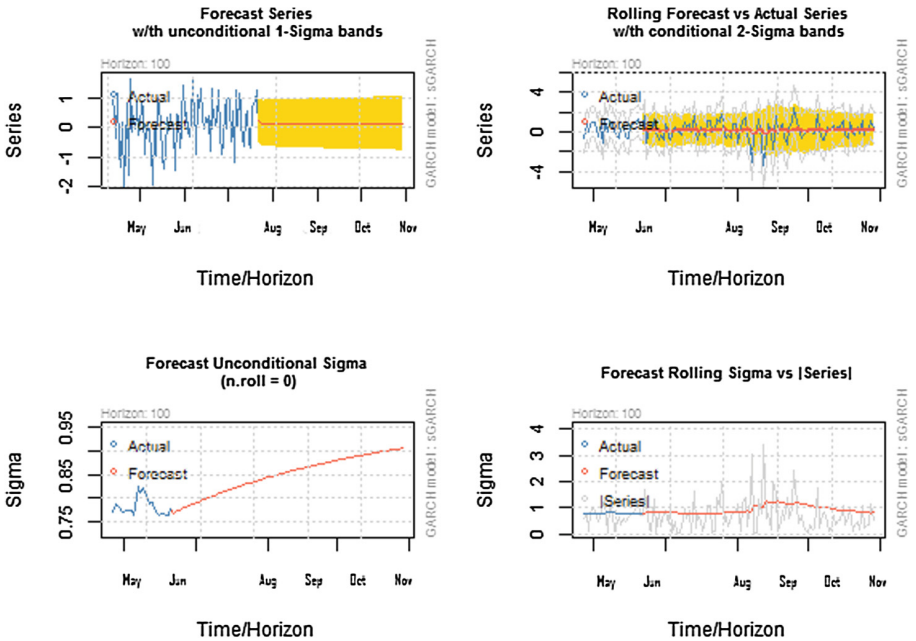 Forecast Series
w/th unconditional 1-Sigma bands
Horizon: 100
Actual
Forecast
Series
1
0
-1
-2
May
Jun
Aug
Sep
Oct
Nov
Time/Horizon
GARCH model : sGARCH
Rolling Forecast vs Actual Series
w/th conditional 2-Sigma bands
Horizon: 100
Actual
Forecast
Series
4
2
0
-4
May
Jun
Aug
Sep
Oct
Nov
Time/Horizon
GARCH model : sGARCH
Forecast Unconditional Sigma
(n.roll = 0)
Horizon: 100
Actual
Forecast
Sigma
0.95
0.85
0.75
May
Jun
Aug
Sep
Oct
Nov
Time/Horizon
GARCH model : sGARCH
Forecast Rolling Sigma vs |Series|
Horizon: 100
Actual
Forecast
|Series|
Sigma
4
3
2
1
0
May
Jun
Aug
Sep
Oct
Nov
Time/Horizon
GARCH model : sGARCH